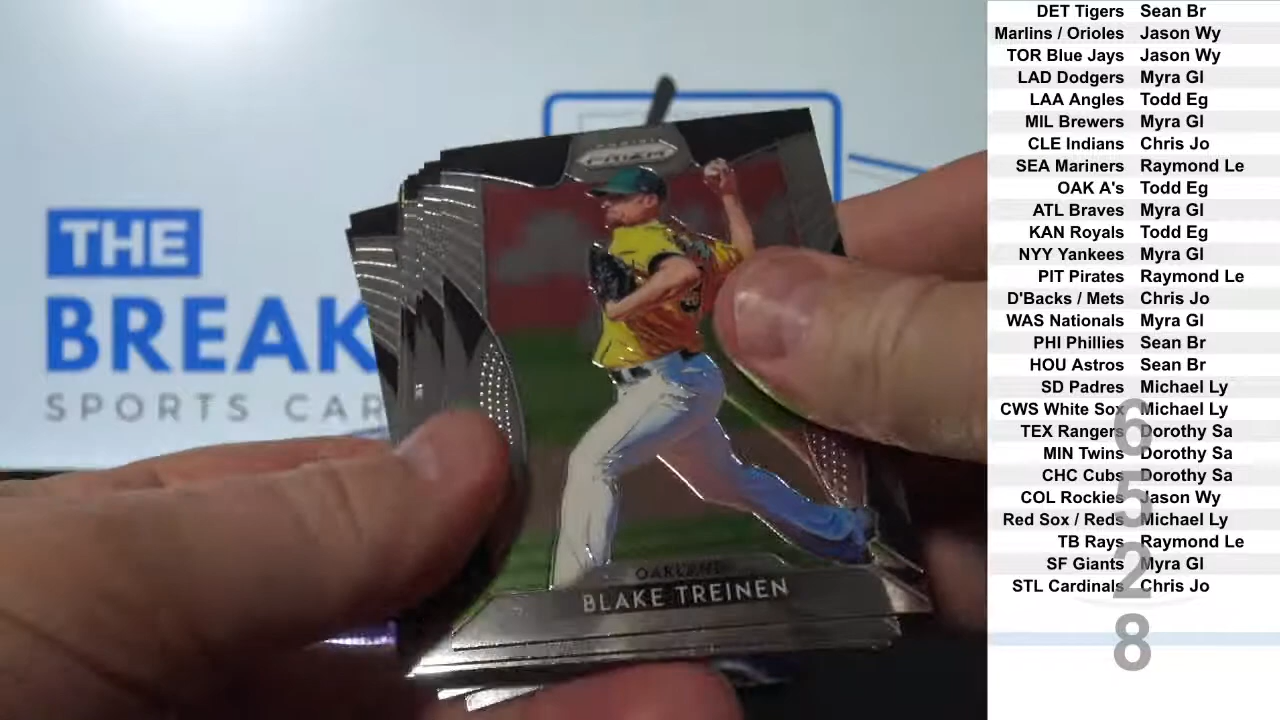 THE
BREAK
SPORTS CAR
PANINI
PRIZM
OAKLAND
BLAKE TREINEN
DET Tigers Sean Br
Marlins / Orioles Jason Wy
TOR Blue Jays Jason Wy
LAD Dodgers Myra Gl
LAA Angles Todd Eg
MIL Brewers Myra Gl
CLE Indians Chris Jo
SEA Mariners Raymond Le
OAK A's Todd Eg
ATL Braves Myra Gl
KAN Royals Todd Eg
NYY Yankees Myra Gl
PIT Pirates Raymond Le
D'Backs / Mets Chris Jo
WAS Nationals Myra Gl
PHI Phillies Sean Br
HOU Astros Sean Br
SD Padres Michael Ly
CWS White Sox Michael Ly
TEX Rangers Dorothy Sa
MIN Twins Dorothy Sa
CHC Cubs Dorothy Sa
COL Rockies Jason Wy
Red Sox / Reds Michael Ly
TB Rays Raymond Le
SF Giants Myra Gl
STL Cardinals Chris Jo
6
5
2
8